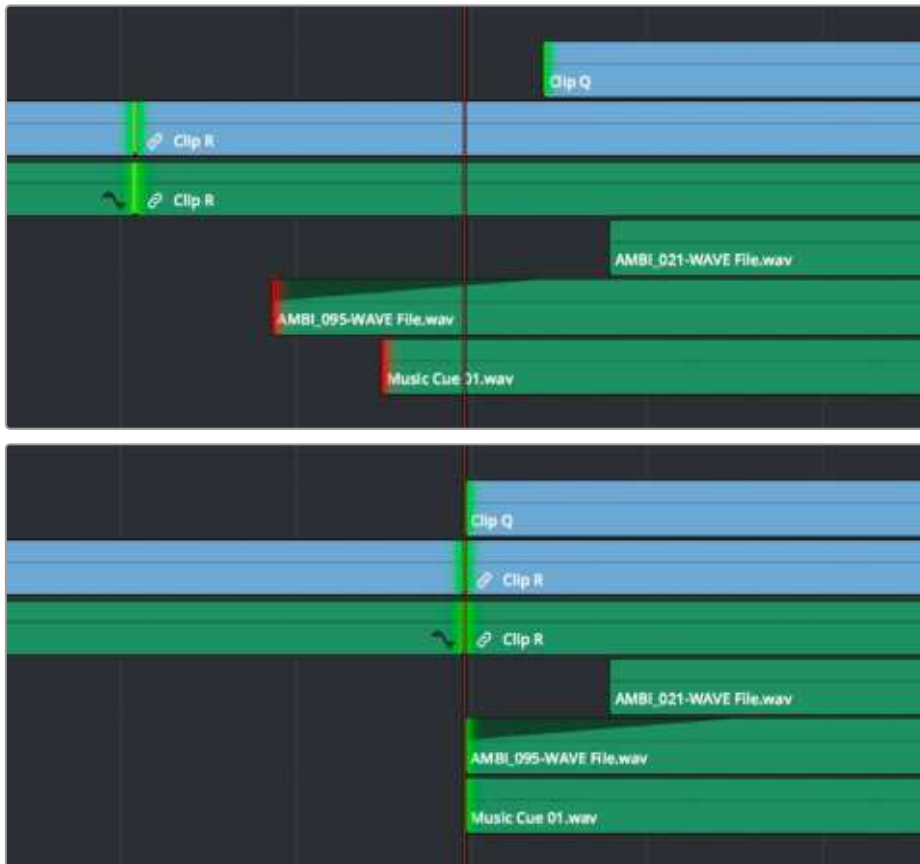 Clip Q
Clip R
Clip R
AMBI_021-WAVE File.wav
AMBI_095-WAVE File.wav
Music Cue 01.wav
Clip Q
Clip R
Clip R
AMBI_021-WAVE File.wav
AMBI_095-WAVE File.wav
Music Cue 01.wav